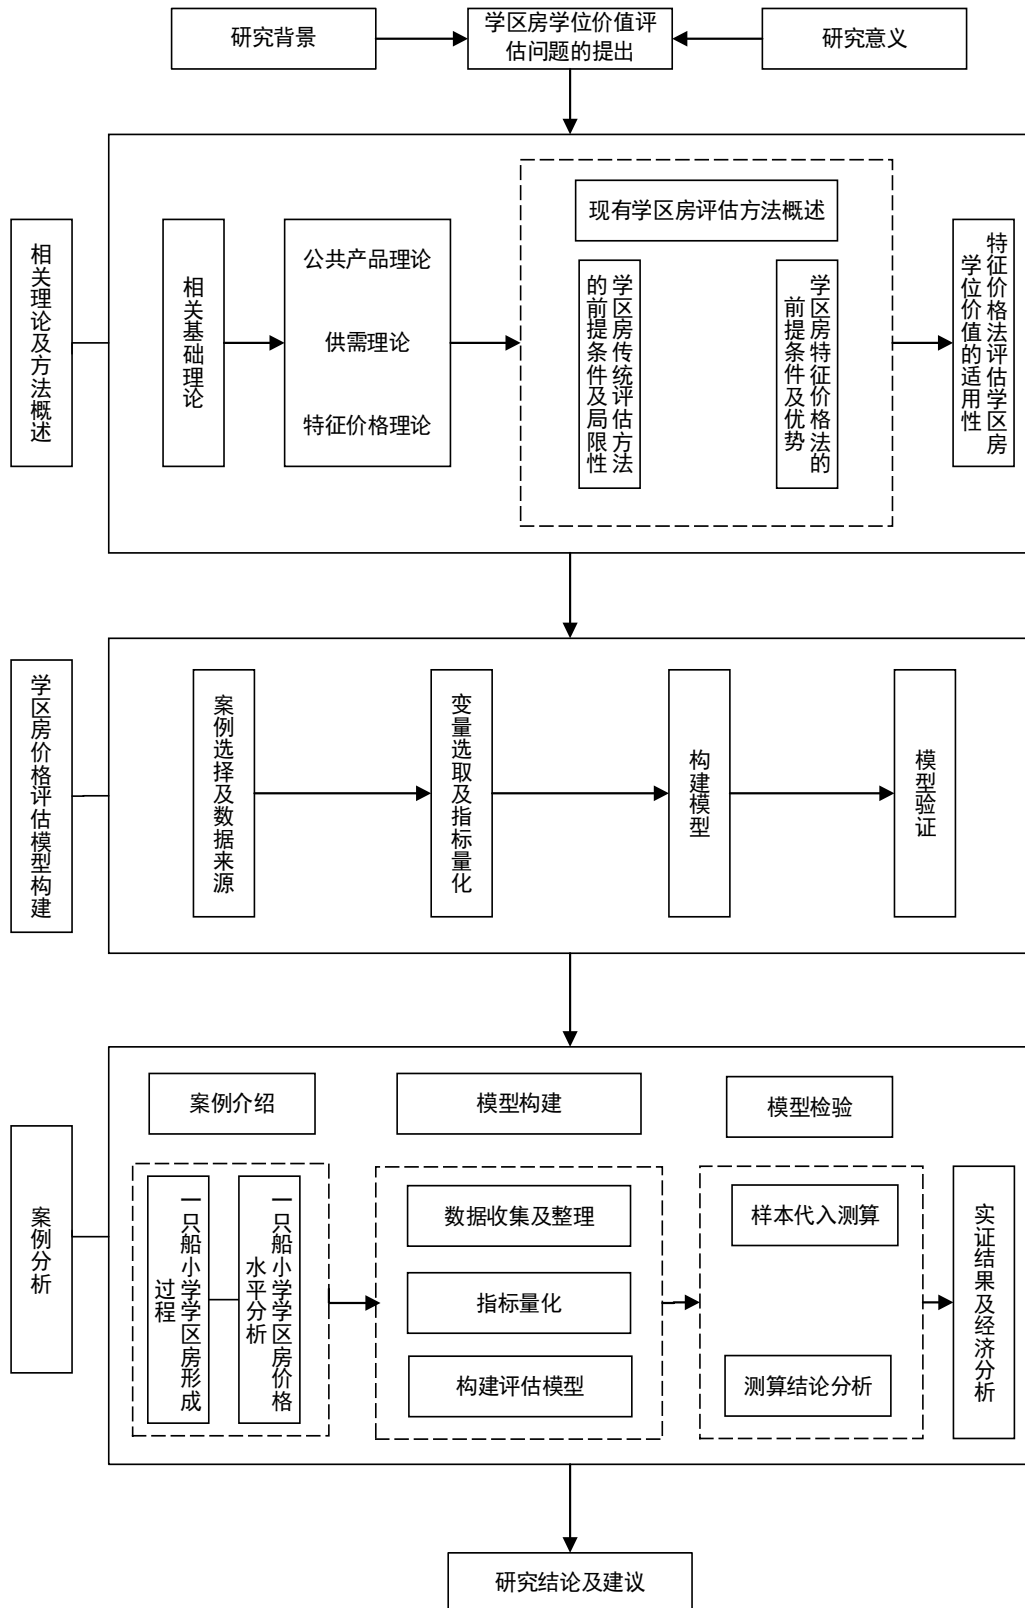 研究背景
学区房学位价值评
估问题的提出
研究意义
相关理论及方法概述
相关基础理论
公共产品理论
供需理论
特征价格理论
现有学区房评估方法概述
学区房传统评估方法
的前提条件及局限性
学区房特征价格法的
前提条件及优势
特征价格法评估学区房
学位价值的适用性
学区房价格评估模型构建
案例选择及数据来源
变量选取及指标量化
构建模型
模型验证
案例分析
案例介绍
一只船小学学区房形成
过程
一只船小学学区房价格
水平分析
模型构建
数据收集及整理
指标量化
构建评估模型
模型检验
样本代入测算
测算结论分析
实证结果及经济分析
研究结论及建议